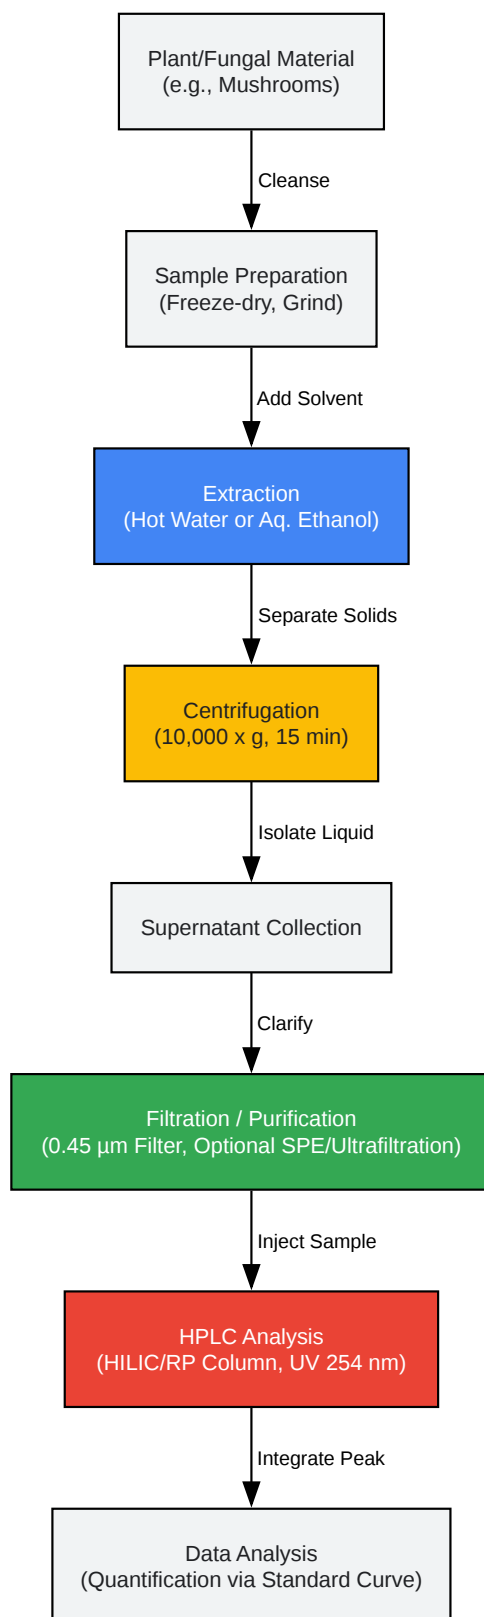 Plant/Fungal Material
(e.g., Mushrooms)
Cleanse
Sample Preparation
(Freeze-dry, Grind)
Add Solvent
Extraction
(Hot Water or Aq. Ethanol)
Separate Solids
Centrifugation
(10,000 x g, 15 min)
Isolate Liquid
Supernatant Collection
Clarify
Filtration / Purification
(0.45 µm Filter, Optional SPE/Ultrafiltration)
Inject Sample
HPLC Analysis
(HILIC/RP Column, UV 254 nm)
Integrate Peak
Data Analysis
(Quantification via Standard Curve)